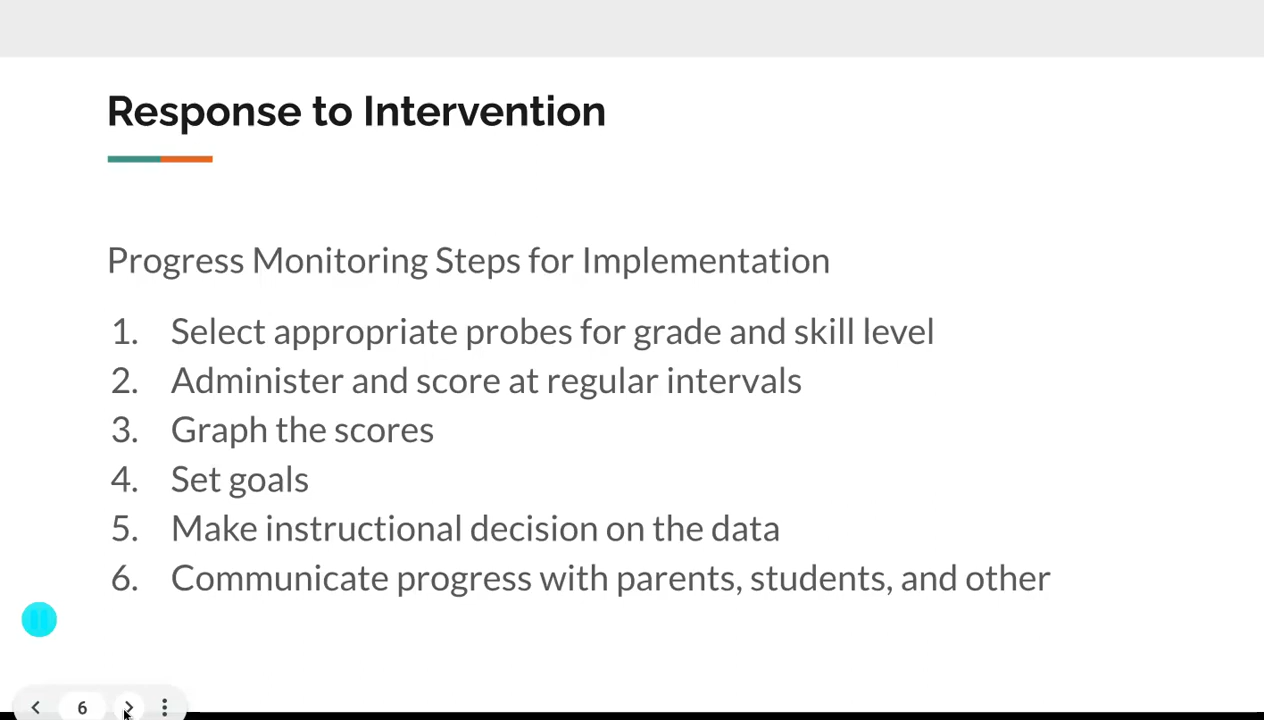 Response to Intervention
Progress Monitoring Steps for Implementation
1. Select appropriate probes for grade and skill level
2. Administer and score at regular intervals
3. Graph the scores
4. Set goals
5. Make instructional decision on the data
6. Communicate progress with parents, students, and other
6